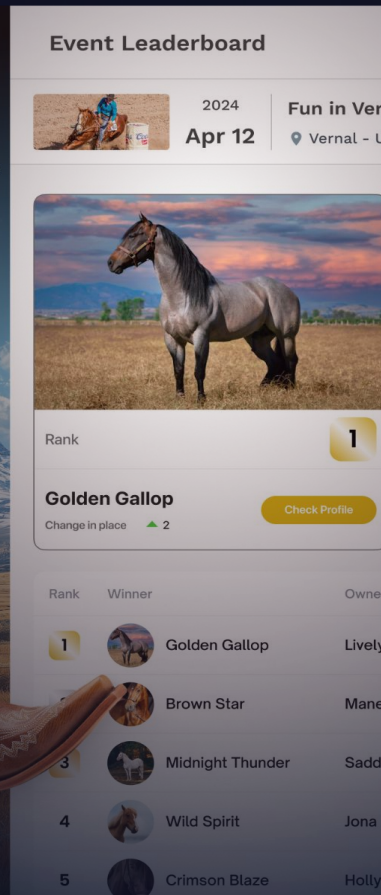 Event Leaderboard
2024
Apr 12
Fun in Ver
Vernal - U
Rank
1
Golden Gallop
Change in place
2
Check Profile
Rank Winner Owne
1 Golden Gallop Lively
Brown Star Mane
3 Midnight Thunder Sadd
4 Wild Spirit Jona
5 Crimson Blaze Holly